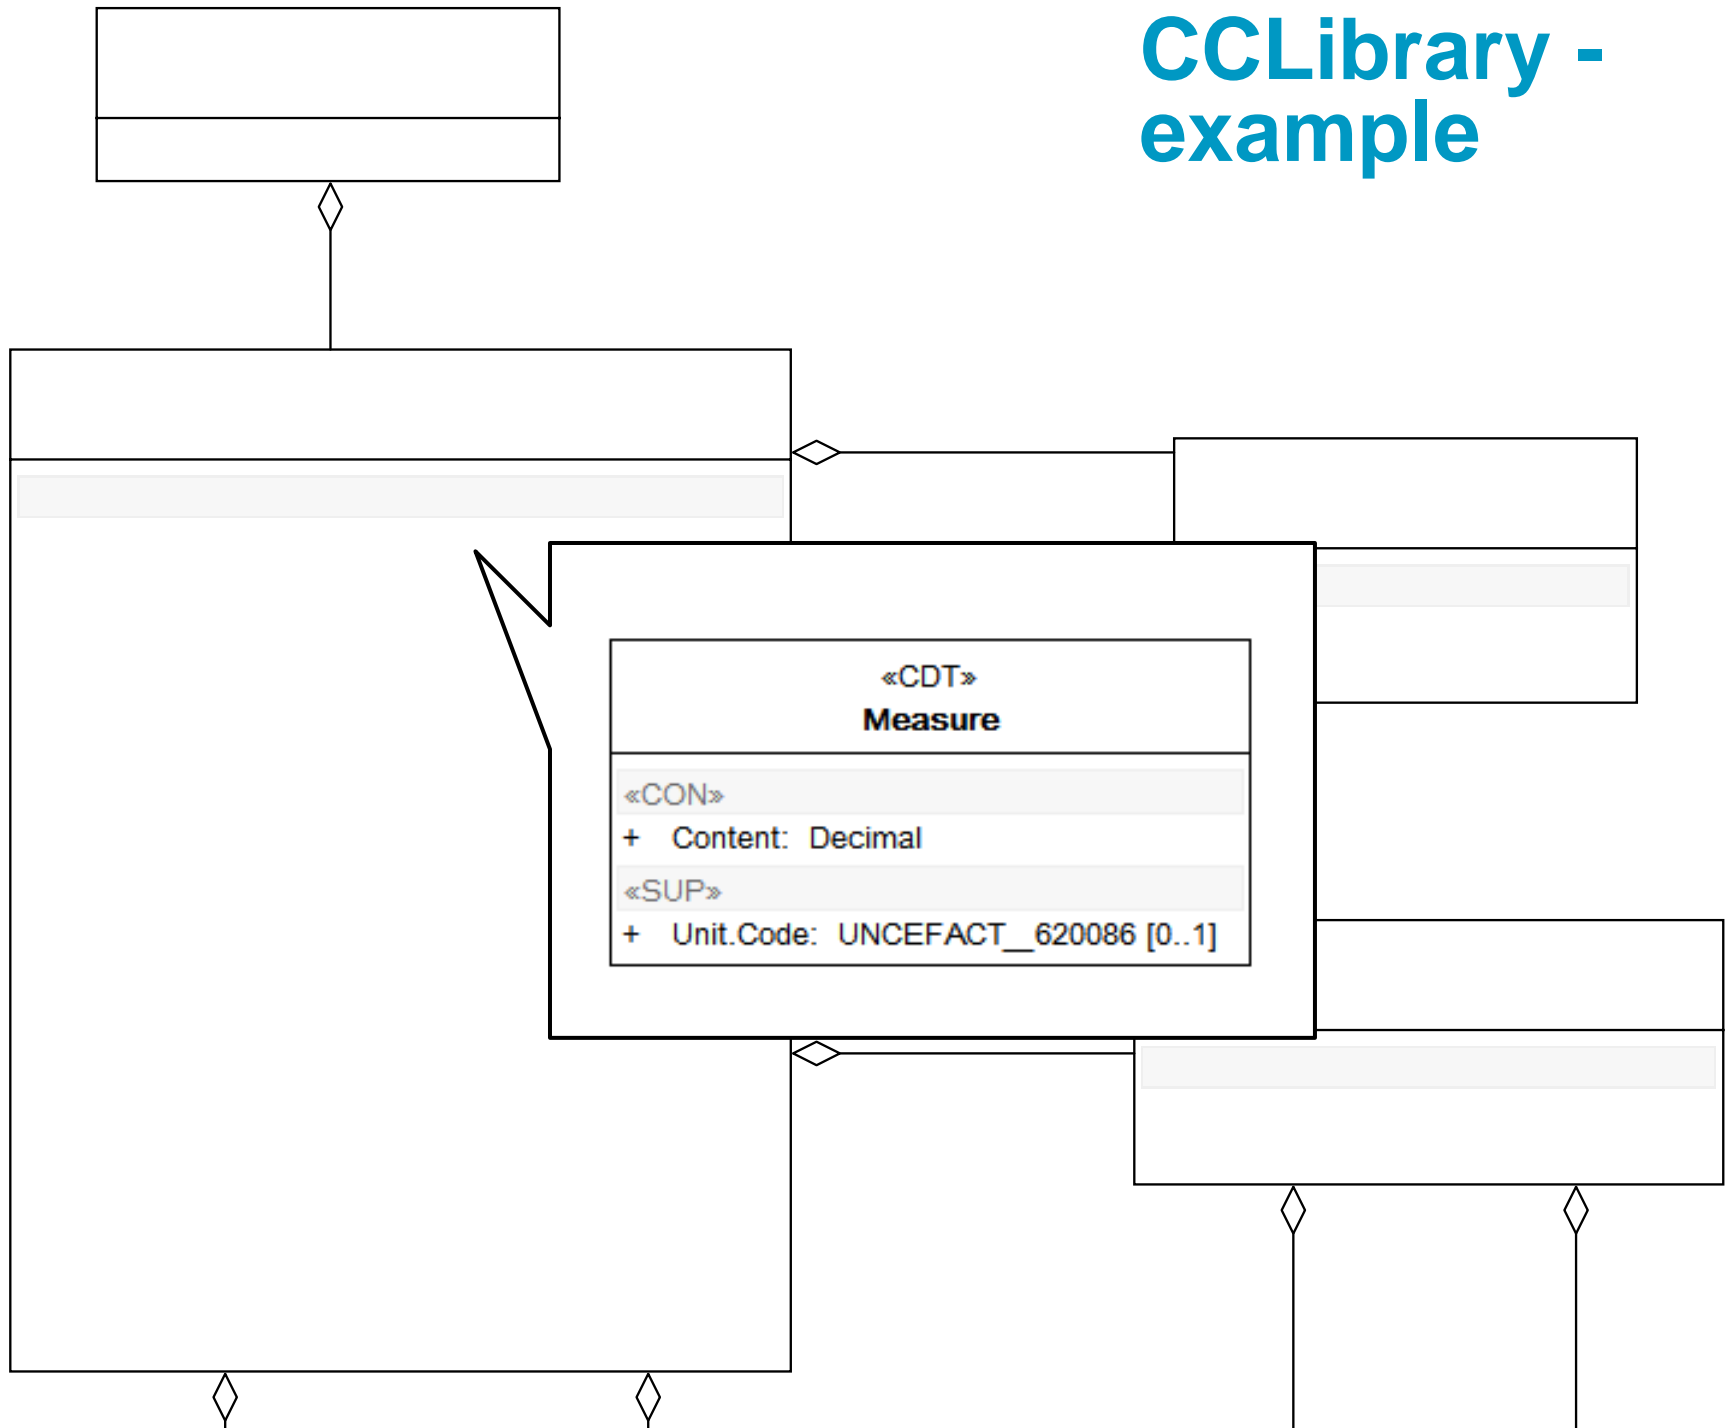 CCLibrary -
example
«CDT»
Measure
«CON»
+ Content: Decimal
«SUP»
+ Unit.Code: UNCEFACT__620086 [0..1]